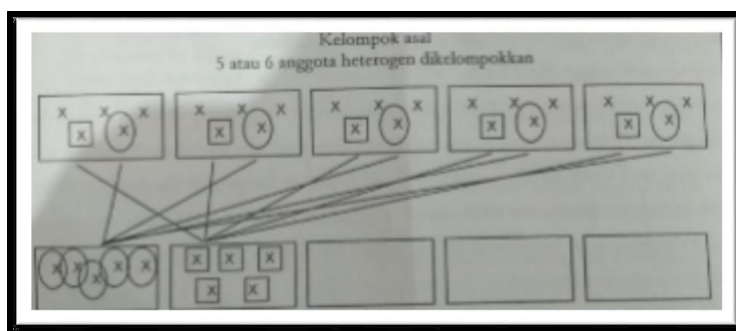 Kelompok asal
5 atau 6 anggota heterogen dikelompokkan
x x x x x x x x x x x x x x x
x x x x x x x x x x
x x x x x x x x
x x